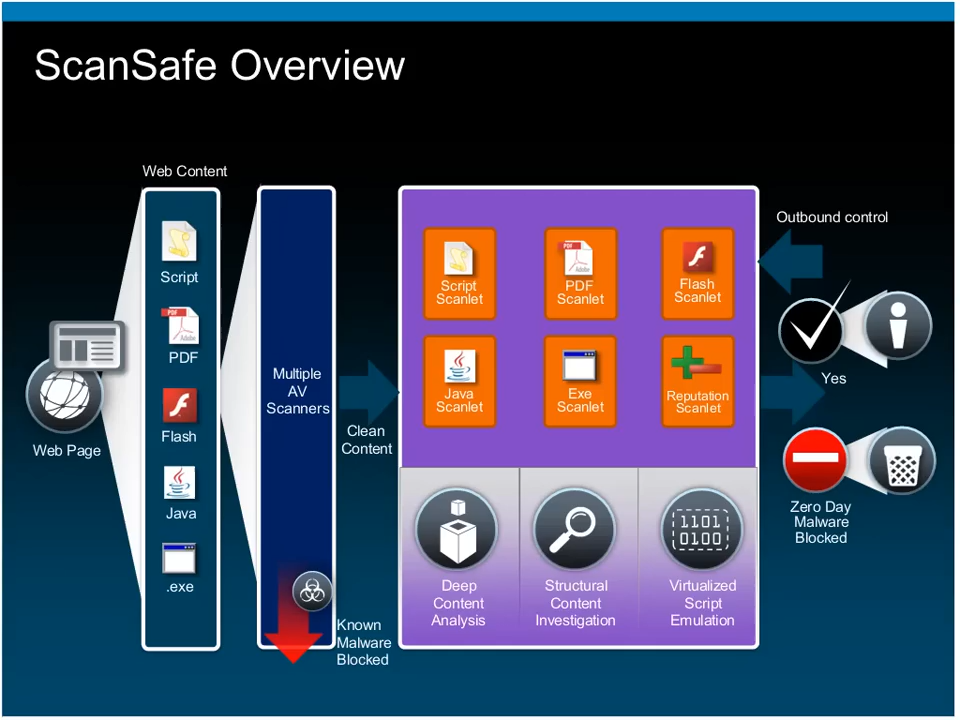 ScanSafe Overview
Web Content
Script
PDF
Flash
Java
.exe
Web Page
Multiple
AV
Scanners
Known
Malware
Blocked
Clean
Content
Script
Scanlet
PDF
Scanlet
Flash
Scanlet
Java
Scanlet
Exe
Scanlet
Reputation
Scanlet
Deep
Content
Analysis
Structural
Content
Investigation
1101
0100
Virtualized
Script
Emulation
Outbound control
Yes
Zero Day
Malware
Blocked